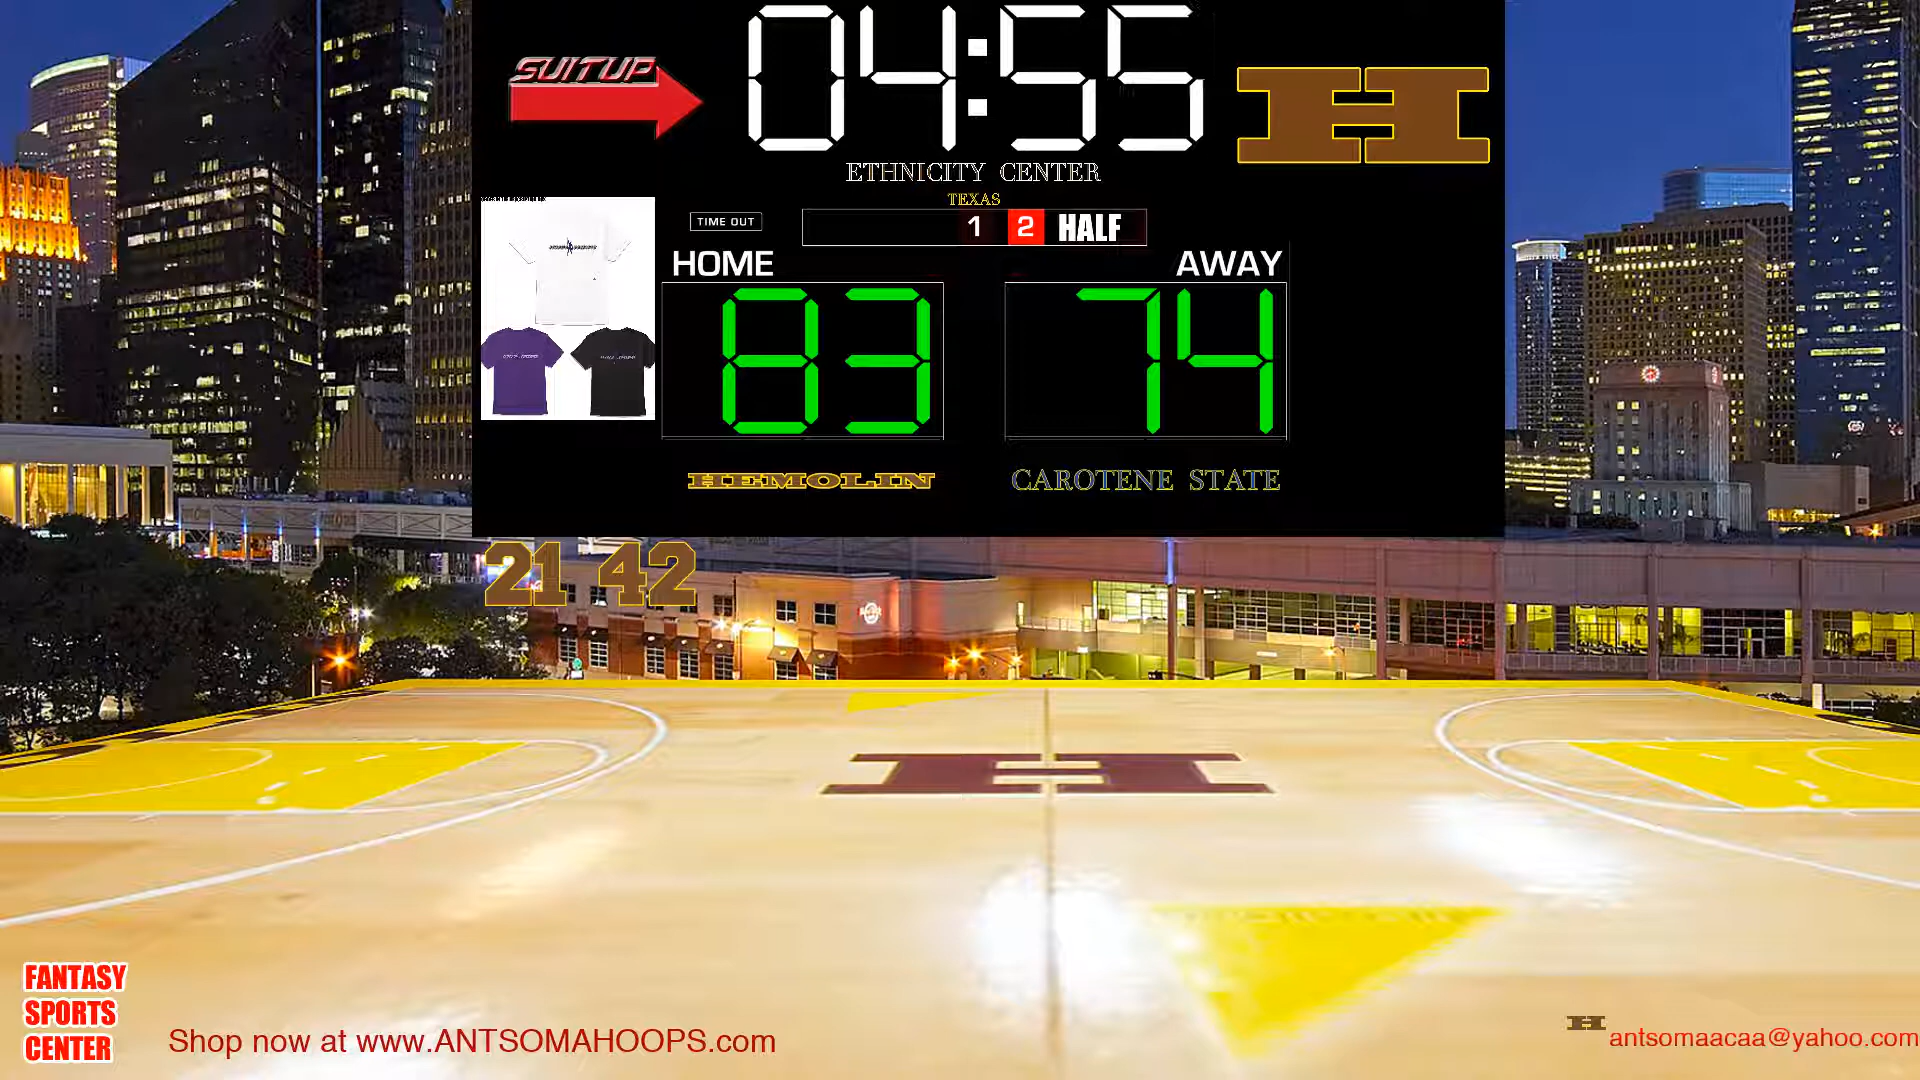 SUITUP
04:55
H
ETHNICITY CENTER
TEXAS
TIME OUT
1 2 HALF
HOME
AWAY
83
74
HEMOLIN
CAROTENE STATE
21 42
H
FANTASY
SPORTS
CENTER
Shop now at www.ANTSOMAHOOPS.com
H
antsomaacaa@yahoo.com